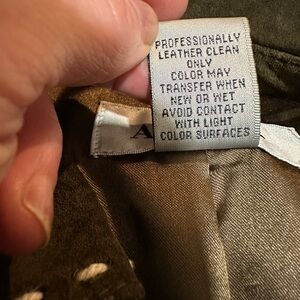 PROFESSIONALLY
LEATHER CLEAN
ONLY
COLOR MAY
TRANSFER WHEN
NEW OR WET
AVOID CONTACT
WITH LIGHT
COLOR SURFACES
A